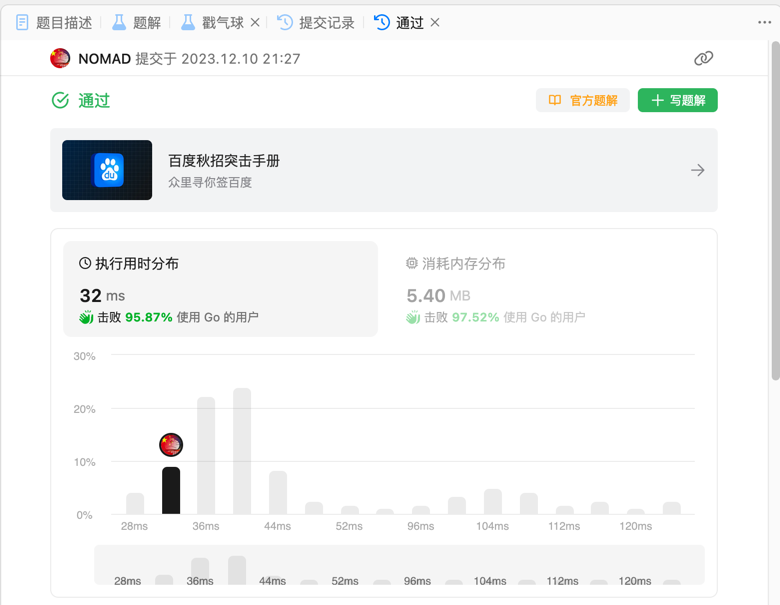 题目描述 题解 戳气球 提交记录 通过
NOMAD 提交于 2023.12.10 21:27
通过 官方题解 写题解
du
百度秋招突击手册
众里寻你签百度
执行用时分布
32 ms
击败 95.87% 使用 Go 的用户
消耗内存分布
5.40 MB
击败 97.52% 使用 Go 的用户
30%
20%
10%
0%
28ms 36ms 44ms 52ms 96ms 104ms 112ms 120ms
28ms 36ms 44ms 52ms 96ms 104ms 112ms 120ms